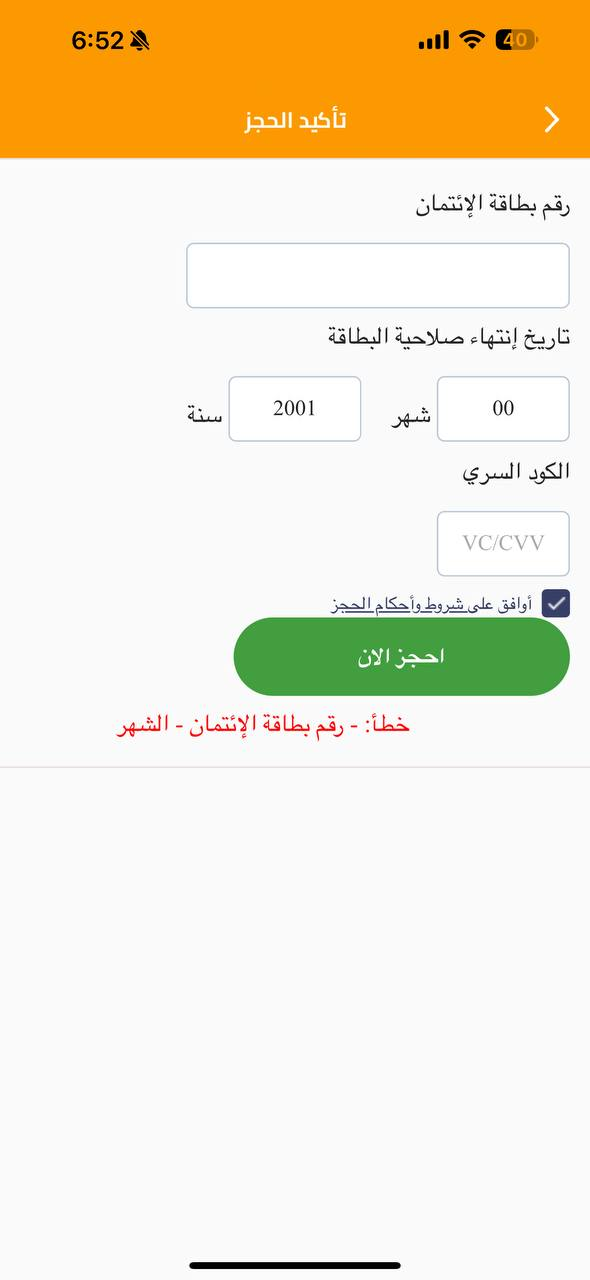 6:52
40
تأكيد الحجز
رقم بطاقة الإئتمان
تاريخ إنتهاء صلاحية البطاقة
00 شهر 2001 سنة
الكود السري
VC/CVV
أوافق على شروط وأحكام الحجز
احجز الان
خطأ: - رقم بطاقة الإئتمان - الشهر